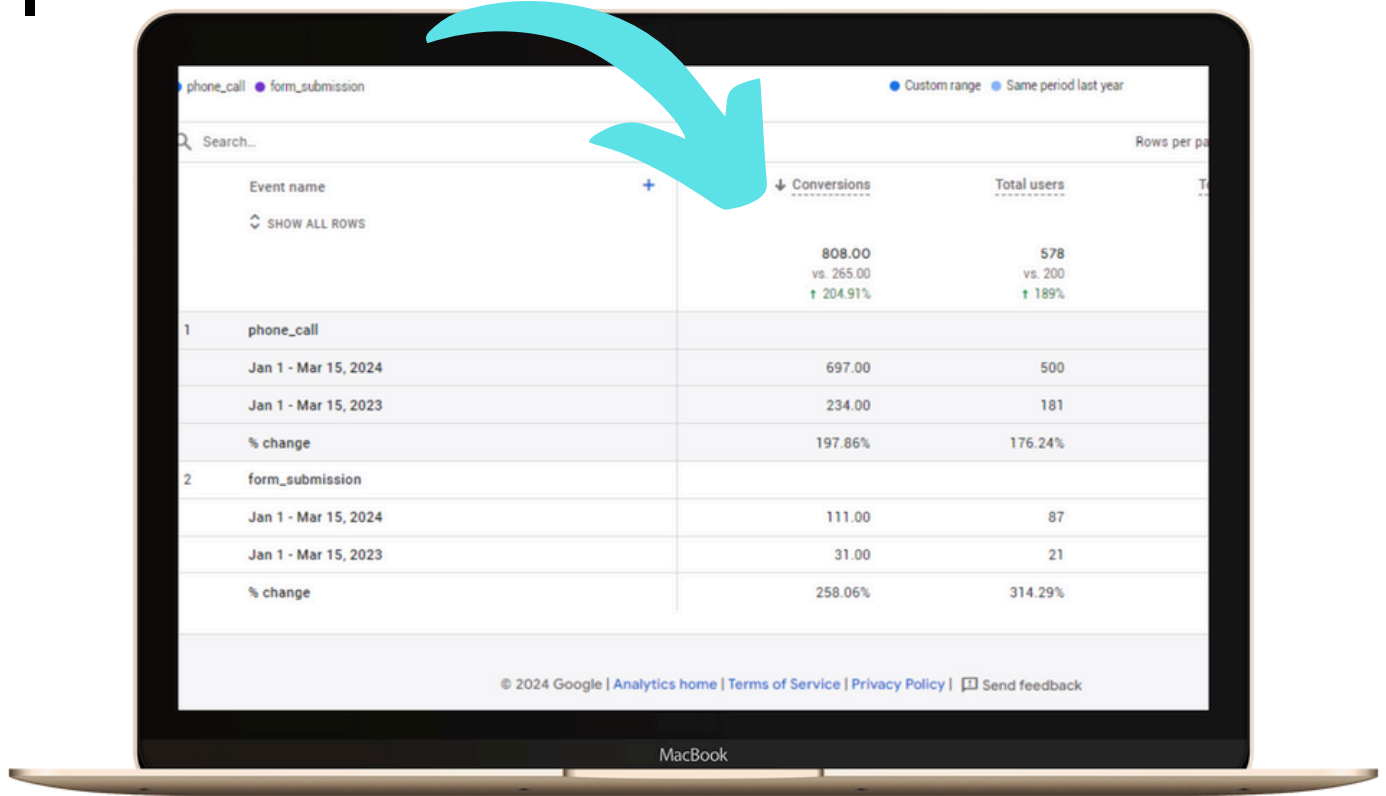 phone_call form_submission Custom range Same period last year
Search... Rows per pa
Event name + Conversions Total users
SHOW ALL ROWS
808.00 578
vs. 265.00 vs. 200
↑ 204.91% ↑ 189%
1 phone_call
Jan 1 - Mar 15, 2024 697.00 500
Jan 1 - Mar 15, 2023 234.00 181
% change 197.86% 176.24%
2 form_submission
Jan 1 - Mar 15, 2024 111.00 87
Jan 1 - Mar 15, 2023 31.00 21
% change 258.06% 314.29%
© 2024 Google | Analytics home | Terms of Service | Privacy Policy | Send feedback
MacBook